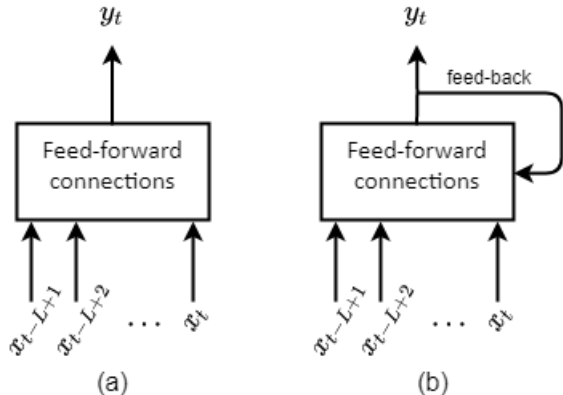 y_t y_t
feed-back
Feed-forward connections Feed-forward connections
x_{t-L+1} x_{t-L+2} ... x_t x_{t-L+1} x_{t-L+2} ... x_t
(a) (b)